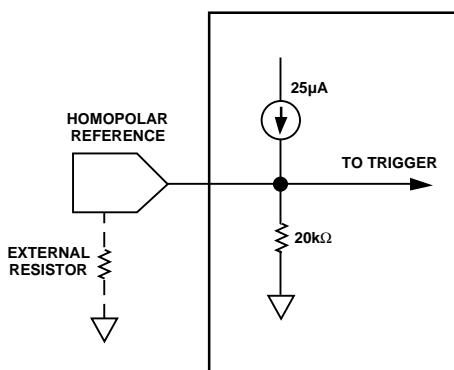 25µA
HOMOPOLAR
REFERENCE
TO TRIGGER
20kΩ
EXTERNAL
RESISTOR